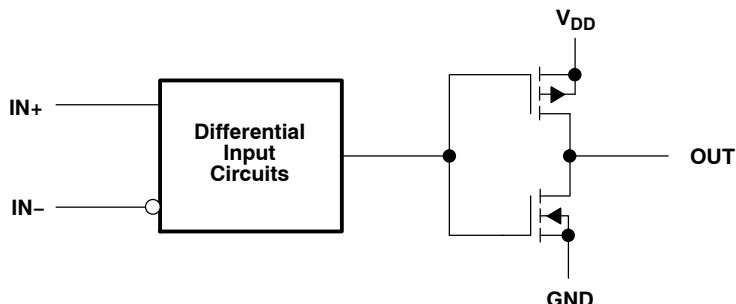 VDD
IN+
Differential
Input
Circuits
OUT
IN−
GND